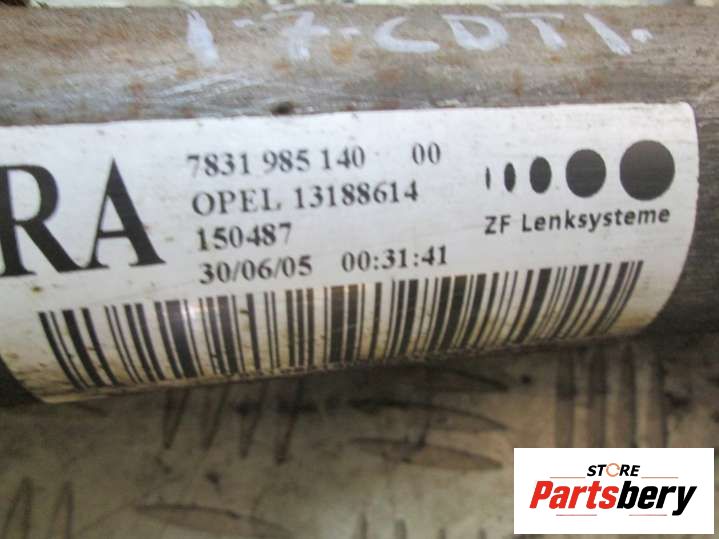 1-7-CDTI.
RA
7831 985 140 00
OPEL 13188614
150487
30/06/05 00:31:41
ZF Lenksysteme
STORE
Partsbery